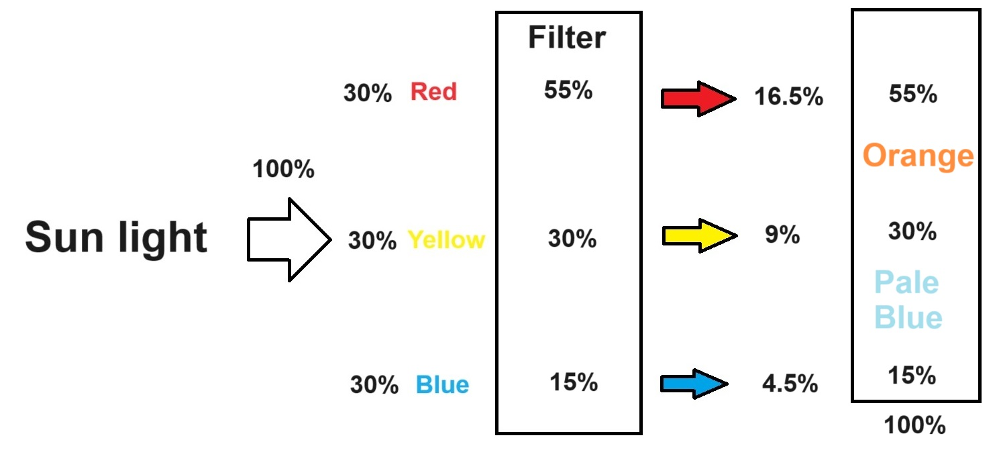 Filter
30% Red 55% 16.5% 55%
Orange
100%
Sun light 30% Yellow 30% 9% 30%
Pale
Blue
30% Blue 15% 4.5% 15%
100%